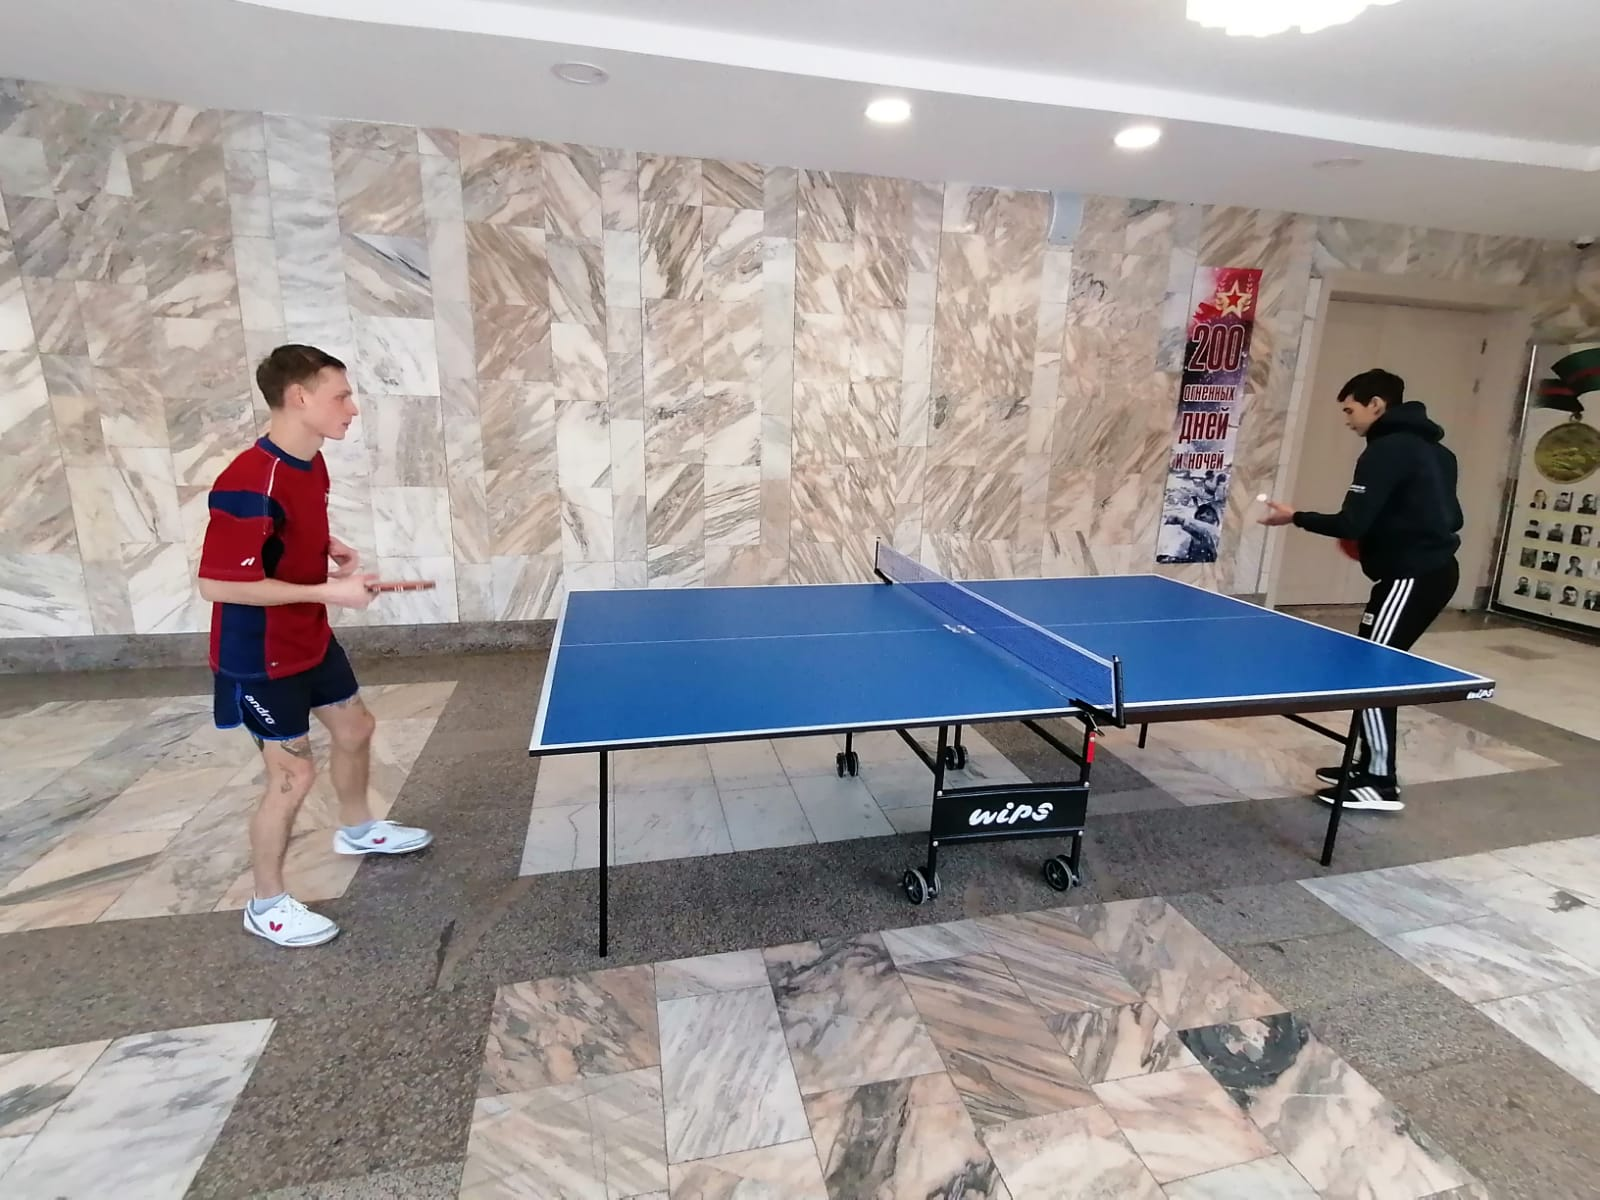 200
огненных
дней
и ночей
andro
wips
wips